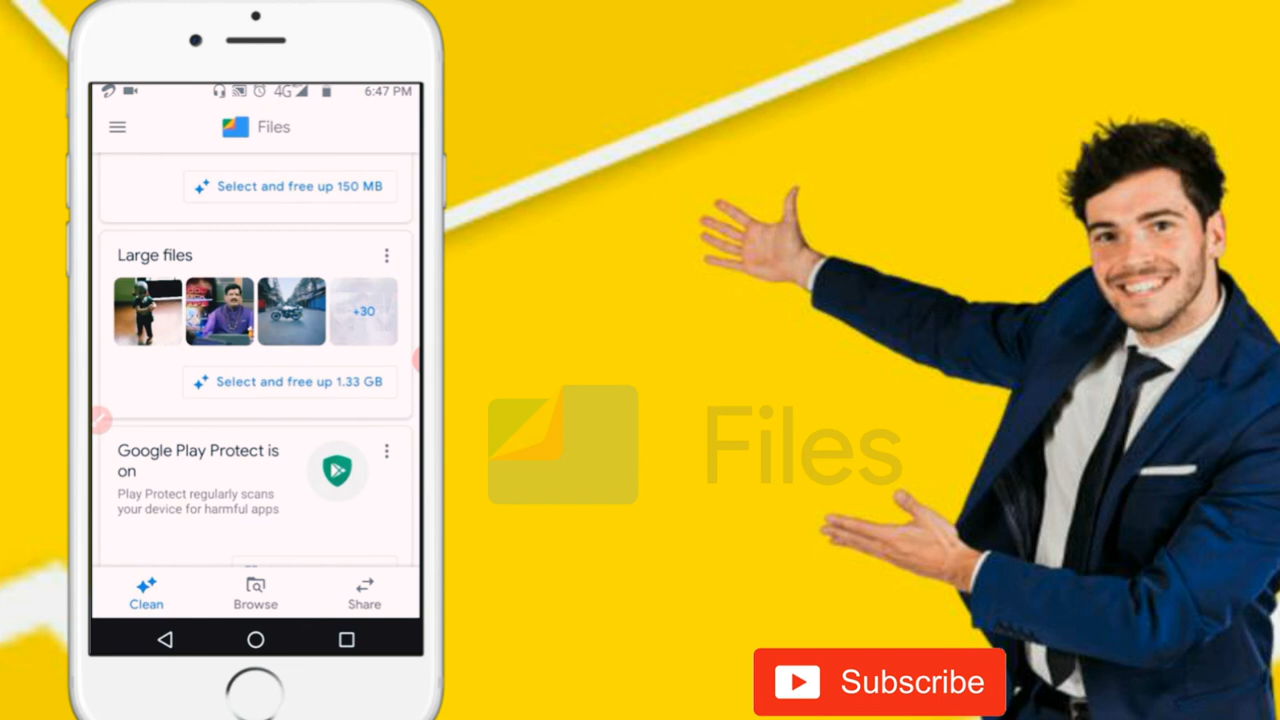 4G
6:47 PM
Files
Select and free up 150 MB
Large files
+30
Select and free up 1.33 GB
Google Play Protect is
on
Play Protect regularly scans
your device for harmful apps
Clean
Browse
Share
Files
Subscribe